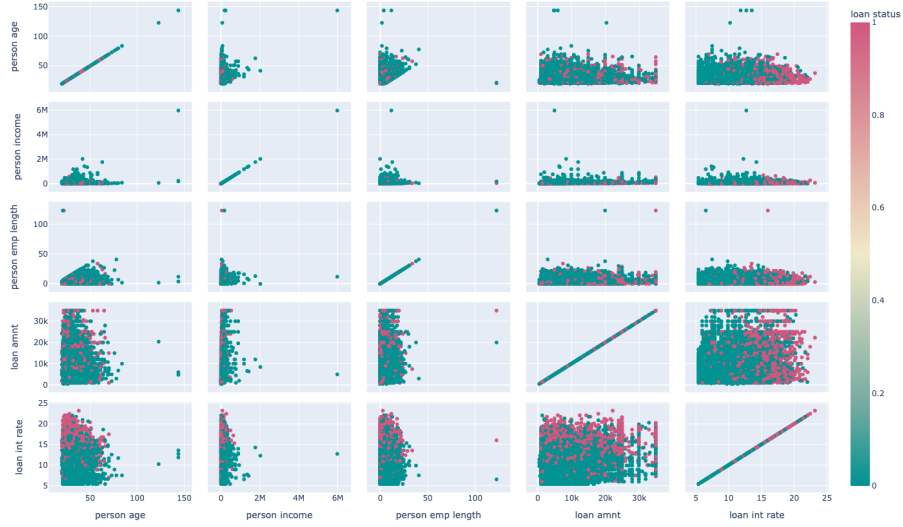 loan status
person age
150
100
50
1
0.8
0.6
0.4
0.2
0
person income
6M
4M
2M
0
person emp length
100
50
0
loan amnt
30k
20k
10k
0
loan int rate
25
20
15
10
5
50
100
150
0
2M
4M
6M
0
50
100
0
10k
20k
30k
5
10
15
20
25
person age
person income
person emp length
loan amnt
loan int rate